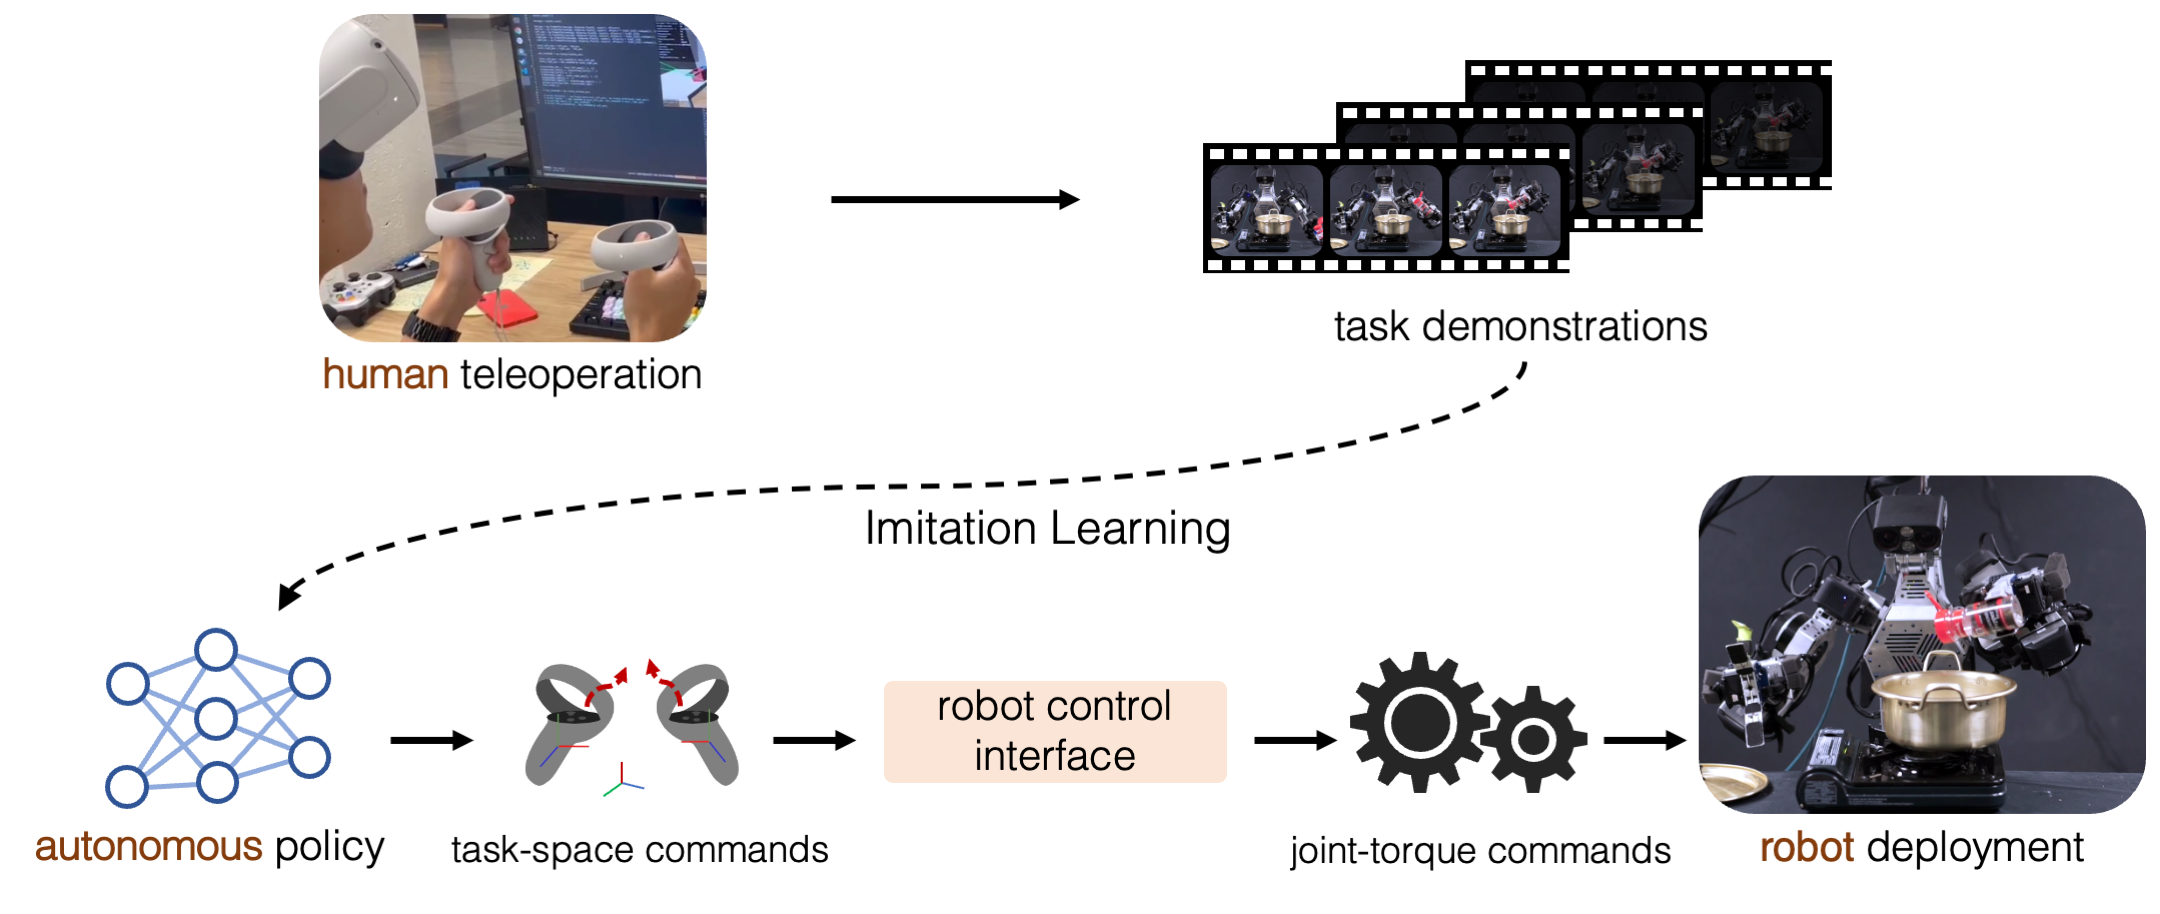 human teleoperation
task demonstrations
Imitation Learning
autonomous policy
task-space commands
robot control
interface
joint-torque commands
robot deployment